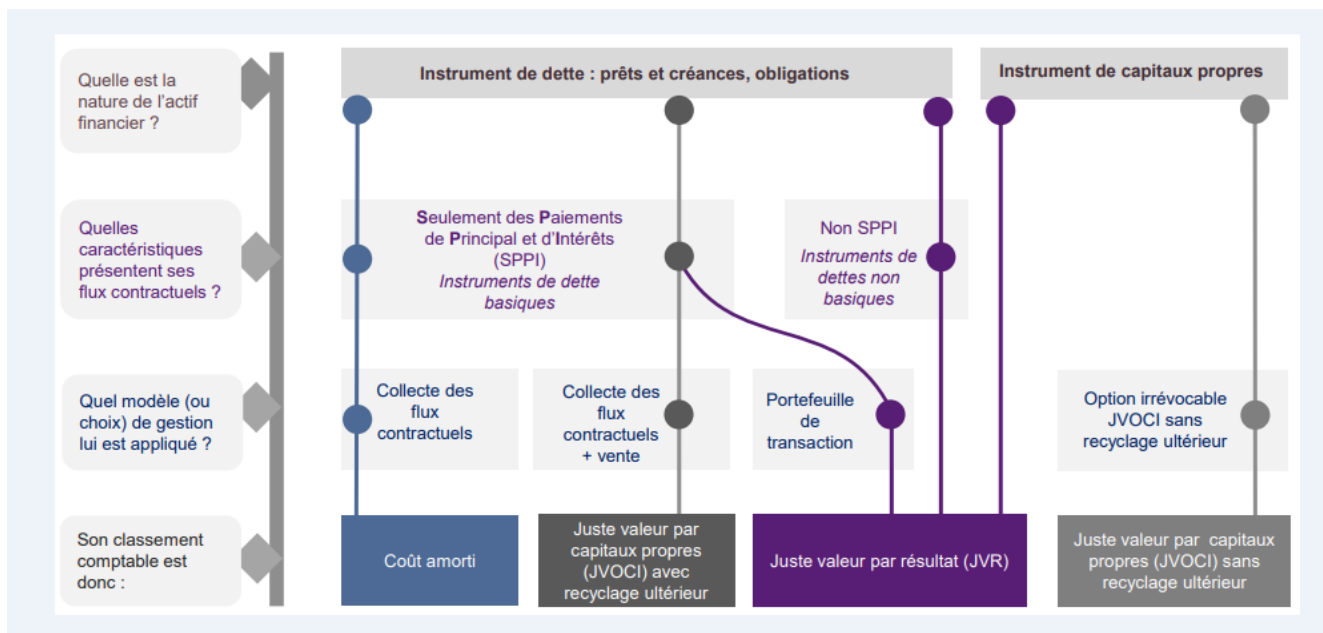 Quelle est la
nature de l'actif
financier ?
Instrument de dette : prêts et créances, obligations
Instrument de capitaux propres
Quelles
caractéristiques
présentent ses
flux contractuels ?
Seulement des Paiements
de Principal et d'Intérêts
(SPPI)
Instruments de dette
basiques
Non SPPI
Instruments de
dettes non
basiques
Quel modèle (ou
choix) de gestion
lui est appliqué ?
Collecte des
flux
contractuels
Collecte des
flux
contractuels
+ vente
Portefeuille
de
transaction
Option irrévocable
JVOCI sans
recyclage ultérieur
Son classement
comptable est
donc :
Coût amorti
Juste valeur par
capitaux propres
(JVOCI) avec
recyclage ultérieur
Juste valeur par résultat (JVR)
Juste valeur par capitaux
propres (JVOCI) sans
recyclage ultérieur